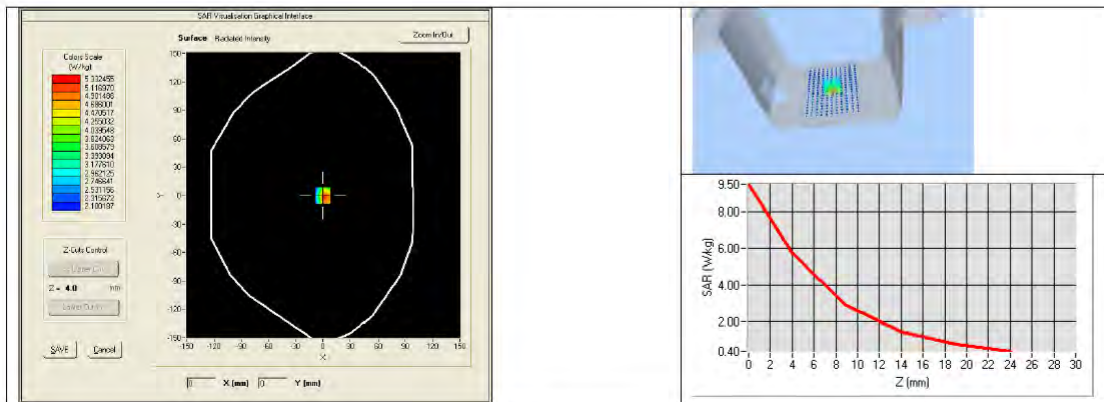 SAR Visualisation Graphical Interface
Surface Radiated Intensity
Zoom In/Out
Colors Scale
(W/kg)
5.332455
5.116970
4.901486
4.686001
4.470517
4.255032
4.039548
3.824063
3.608579
3.393094
3.177610
2.962125
2.746641
2.531156
2.315672
2.100187
Z-Cuts Control
Z = 4.0 mm
SAVE Cancel
150-
120-
90-
60-
30-
Y 0-
-30-
-60-
-90-
-120-
-150-
-150 -120 -90 -60 -30 0 30 60 90 120 150
X
0 X (mm) 0 Y (mm)
9.50
8.00
6.00
4.00
2.00
0.40
SAR (W/kg)
0 2 4 6 8 10 12 14 16 18 20 22 24 26 28 30
Z (mm)